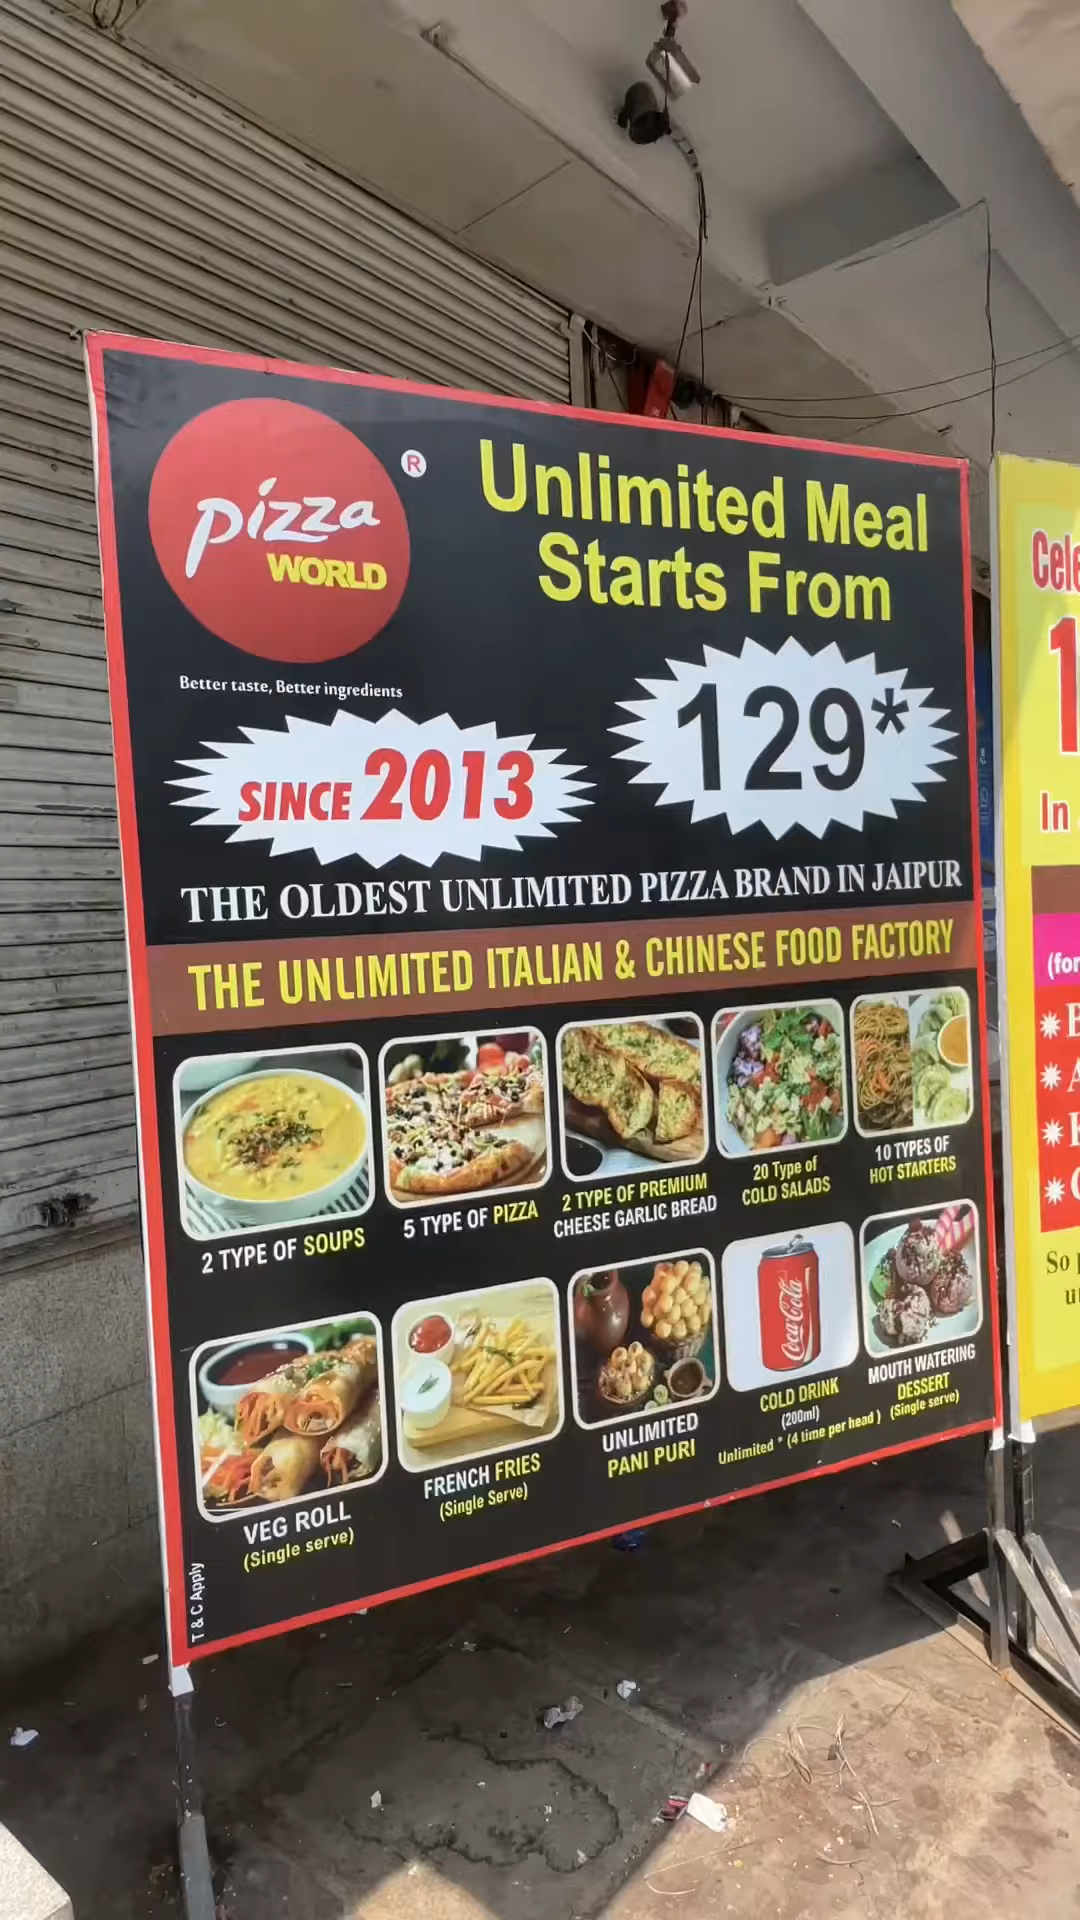 pizza
WORLD
®
Better taste, Better ingredients
Unlimited Meal
Starts From
129*
SINCE 2013
THE OLDEST UNLIMITED PIZZA BRAND IN JAIPUR
THE UNLIMITED ITALIAN & CHINESE FOOD FACTORY
2 TYPE OF SOUPS
5 TYPE OF PIZZA
2 TYPE OF PREMIUM
CHEESE GARLIC BREAD
20 Type of
COLD SALADS
10 TYPES OF
HOT STARTERS
VEG ROLL
(Single serve)
FRENCH FRIES
(Single Serve)
UNLIMITED
PANI PURI
Coca-Cola
COLD DRINK
(200ml)
Unlimited * (4 time per head )
MOUTH WATERING
DESSERT
(Single serve)
T & C Apply
In
(for
So